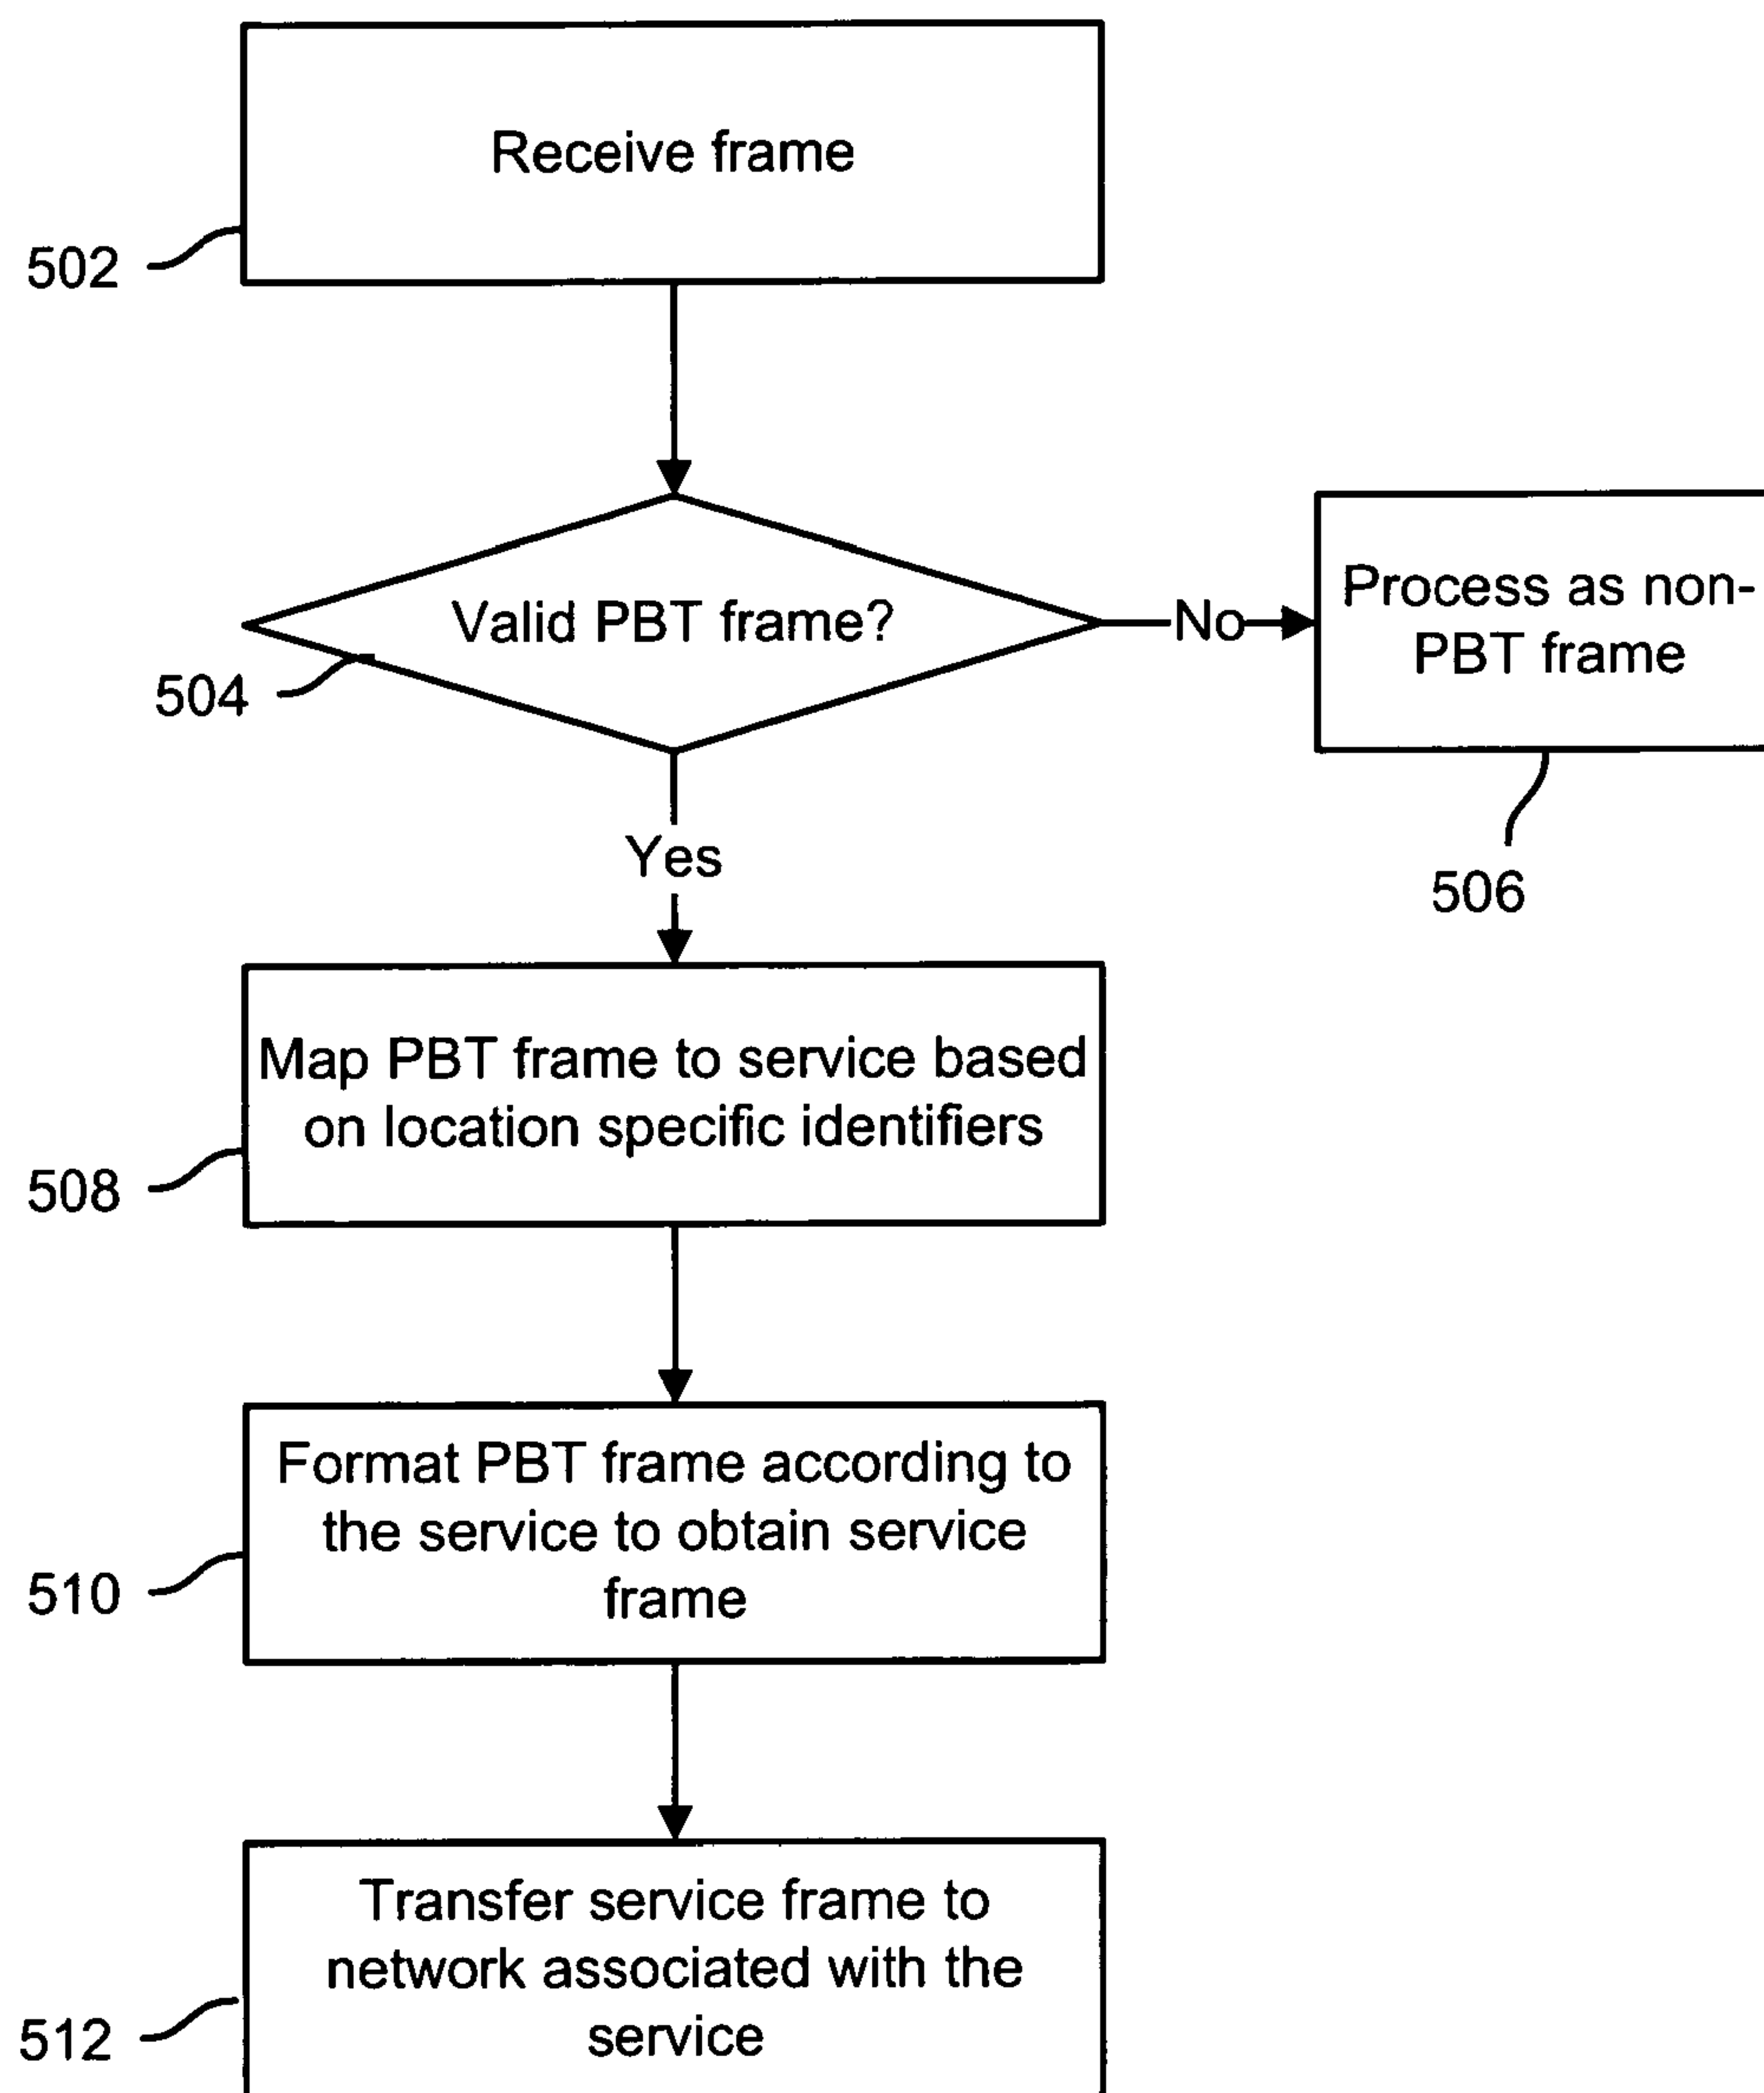 Receive frame
502
Valid PBT frame?
No
Process as non-
PBT frame
504
Yes
506
Map PBT frame to service based
on location specific identifiers
508
Format PBT frame according to
the service to obtain service
frame
510
Transfer service frame to
network associated with the
service
512